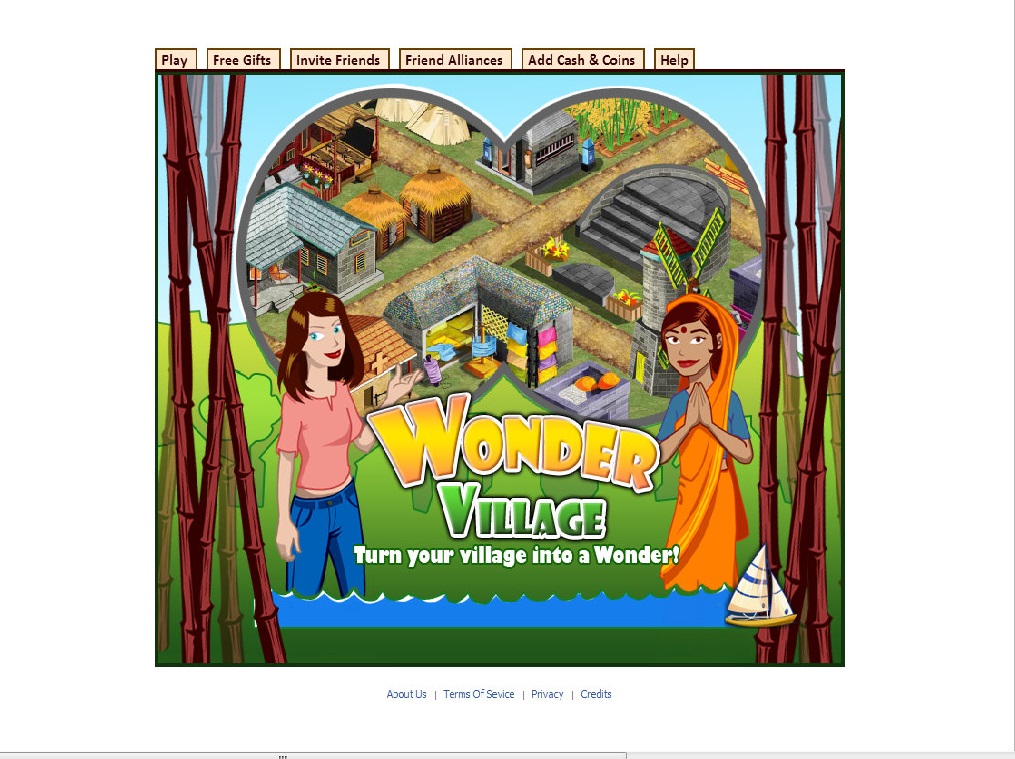 Play Free Gifts Invite Friends Friend Alliances Add Cash & Coins Help
WONDER
VILLAGE
Turn your village into a Wonder!
About Us | Terms Of Sevice | Privacy | Credits